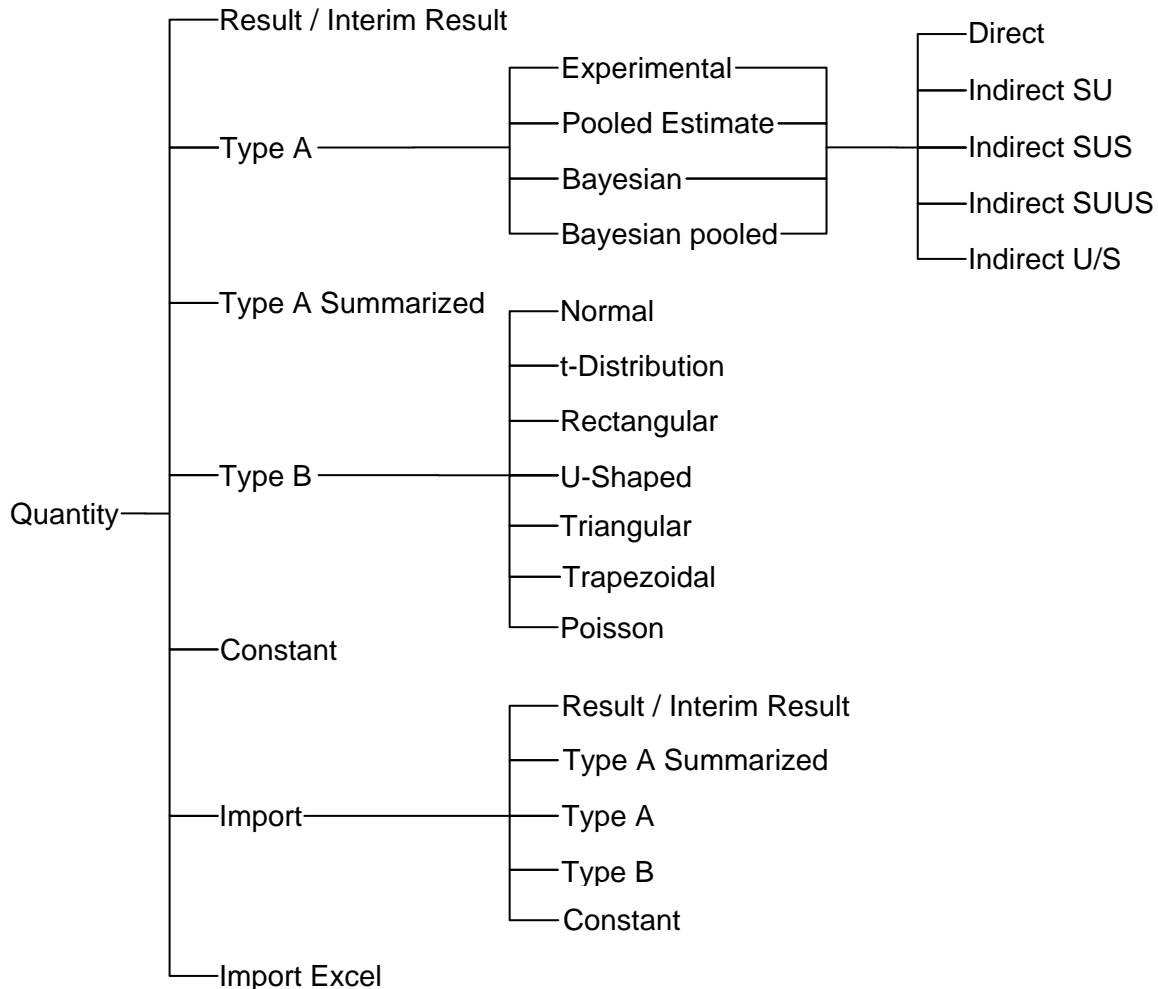 Quantity
Result / Interim Result
Type A
Experimental
Pooled Estimate
Bayesian
Bayesian pooled
Direct
Indirect SU
Indirect SUS
Indirect SUUS
Indirect U/S
Type A Summarized
Type B
Normal
t-Distribution
Rectangular
U-Shaped
Triangular
Trapezoidal
Poisson
Constant
Import
Result / Interim Result
Type A Summarized
Type A
Type B
Constant
Import Excel